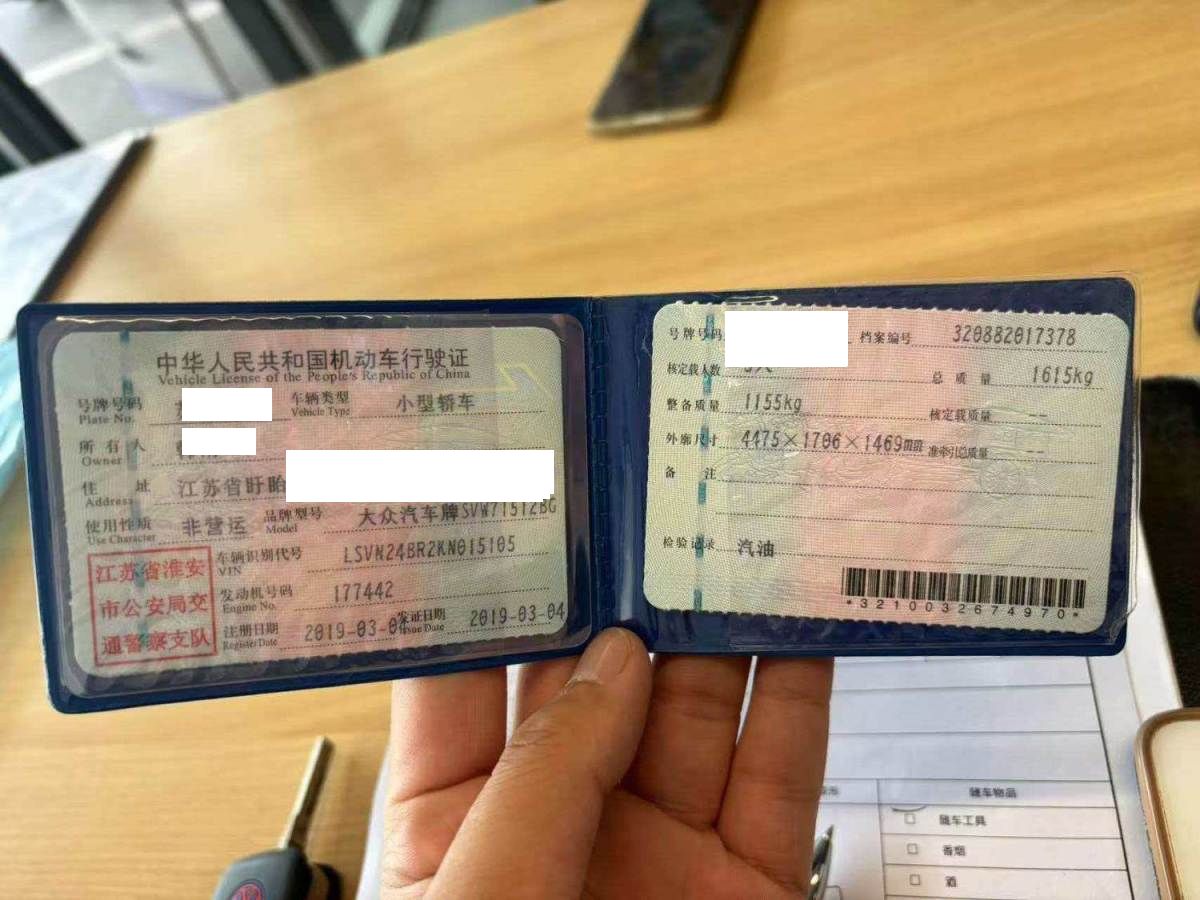 中华人民共和国机动车行驶证
Vehicle License of the People's Republic of China
号牌号码 车辆类型 小型轿车
Plate No. Vehicle Type
所有人
Owner
住址 江苏省盱眙
Address
使用性质 非营运 品牌型号 大众汽车牌SVW71512BG
Use Character Model
江苏省淮安
市公安局交
通警察支队
车辆识别代号 LSVN24BR2KN015105
VIN
发动机号码 177442
Engine No.
注册日期 2019-03-0 发证日期 2019-03-04
Register Date Issue Date
号牌号码 档案编号 320882017378
核定载人数 总质量 1615kg
整备质量 1155kg 核定载质量 --
外廓尺寸 4475×1706×1469mm 准牵引总质量 --
备注
检验记录 汽油
*3210032674970*
随车物品
□ 随车工具
□ 香烟
□ 酒